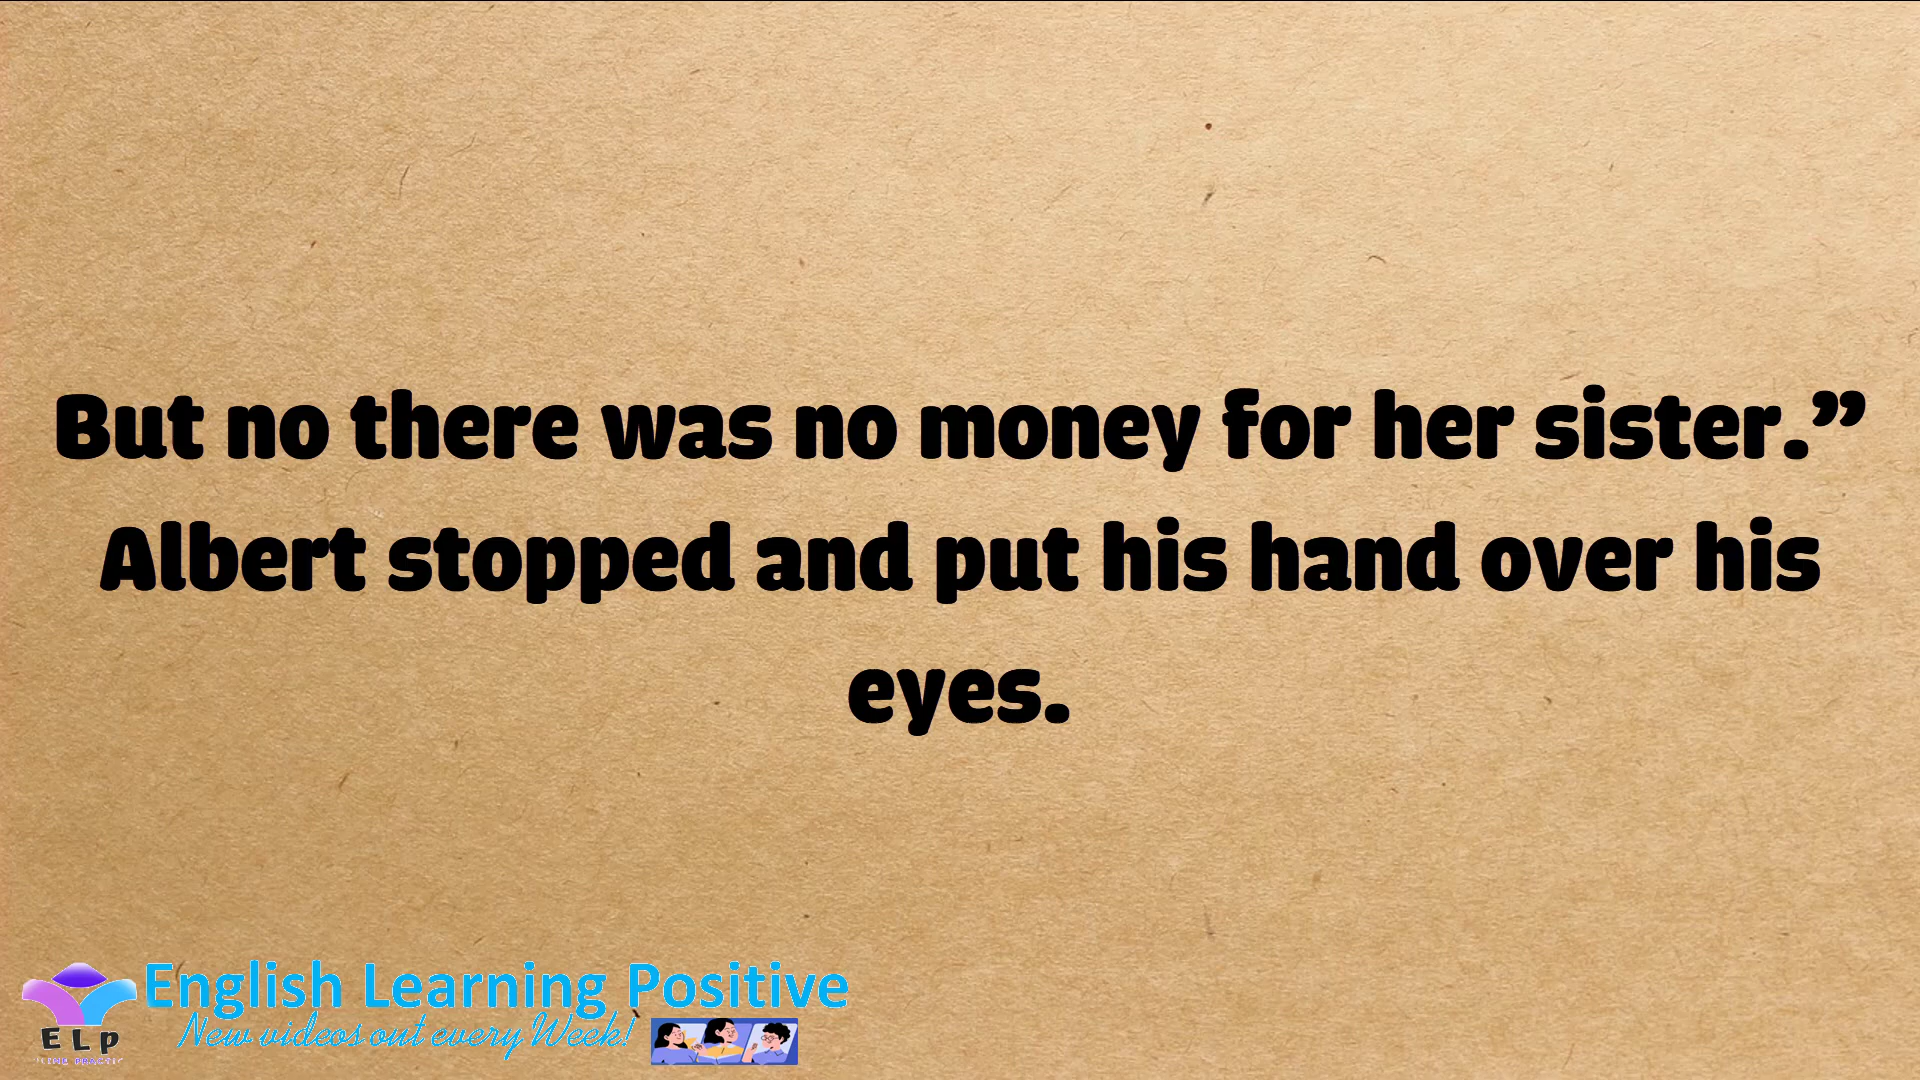 But no there was no money for her sister.”
Albert stopped and put his hand over his
eyes.
English Learning Positive
New videos out every Week!
ELP